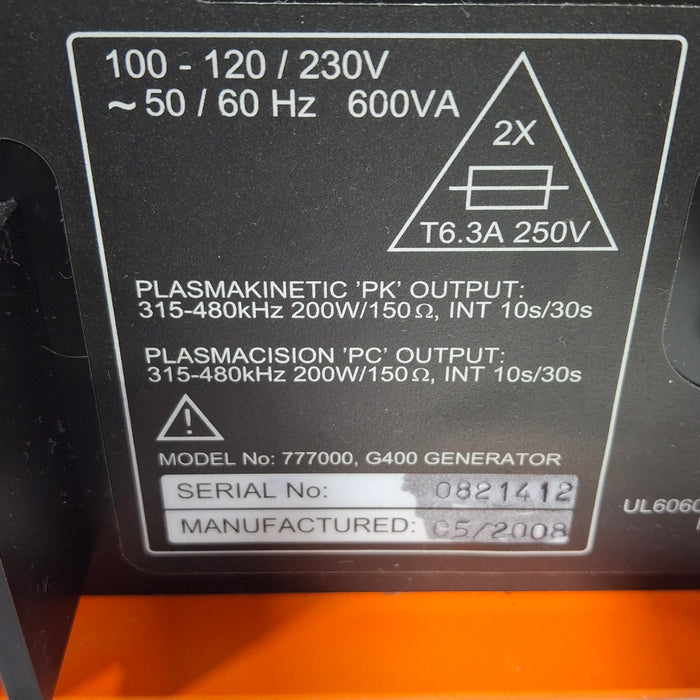 100 - 120 / 230V
~ 50 / 60 Hz 600VA
2X
T6.3A 250V
PLASMAKINETIC 'PK' OUTPUT:
315-480kHz 200W/150Ω, INT 10s/30s
PLASMACISION 'PC' OUTPUT:
315-480kHz 200W/150Ω, INT 10s/30s
!
MODEL No: 777000, G400 GENERATOR
SERIAL No: 0821412
MANUFACTURED: 05/2008